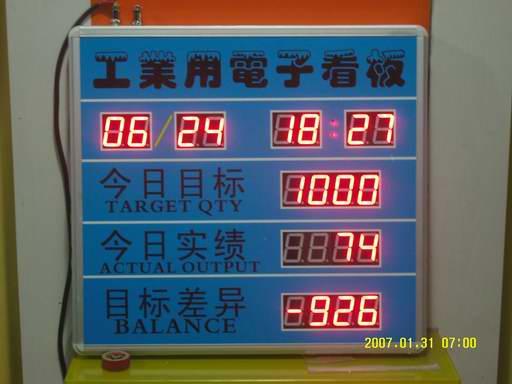 工業用電子看板
06/24 18:27
今日目标 1000
TARGET QTY
今日实绩 74
ACTUAL OUTPUT
目标差异 -926
BALANCE
2007.01.31 07:00